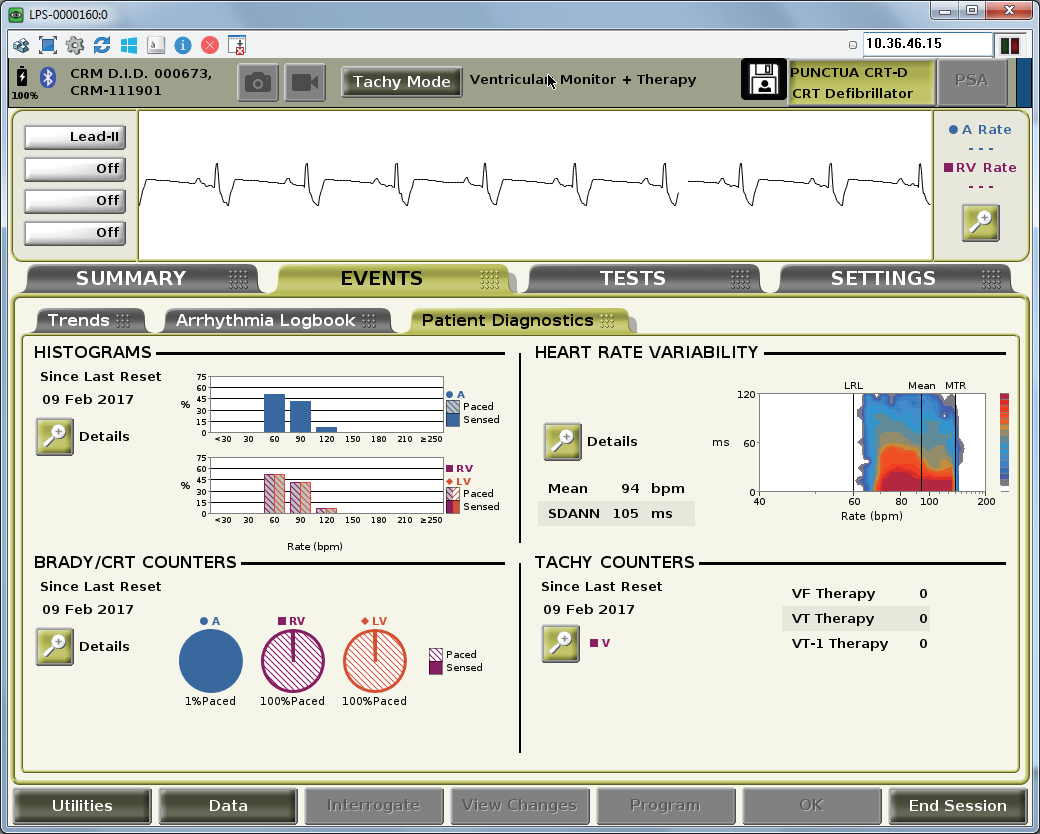 LPS-0000160:0
a
10.36.46.15
100%
CRM D.I.D. 000673,
CRM-111901
Tachy Mode
Ventricular Monitor + Therapy
PUNCTUA CRT-D
CRT Defibrillator
PSA
Lead-II
Off
Off
Off
A Rate
- - -
RV Rate
- - -
SUMMARY
EVENTS
TESTS
SETTINGS
Trends
Arrhythmia Logbook
Patient Diagnostics
HISTOGRAMS
Since Last Reset
09 Feb 2017
Details
%
75
60
45
30
15
0
<30 30 60 90 120 150 180 210 ≥250
A
Paced
Sensed
%
75
60
45
30
15
0
<30 30 60 90 120 150 180 210 ≥250
RV
LV
Paced
Sensed
Rate (bpm)
HEART RATE VARIABILITY
Details
Mean 94 bpm
SDANN 105 ms
LRL Mean MTR
ms
120
60
0
40 60 80 100 200
Rate (bpm)
BRADY/CRT COUNTERS
Since Last Reset
09 Feb 2017
Details
A RV LV
Paced
Sensed
1%Paced 100%Paced 100%Paced
TACHY COUNTERS
Since Last Reset
09 Feb 2017
V
VF Therapy 0
VT Therapy 0
VT-1 Therapy 0
Utilities
Data
Interrogate
View Changes
Program
OK
End Session